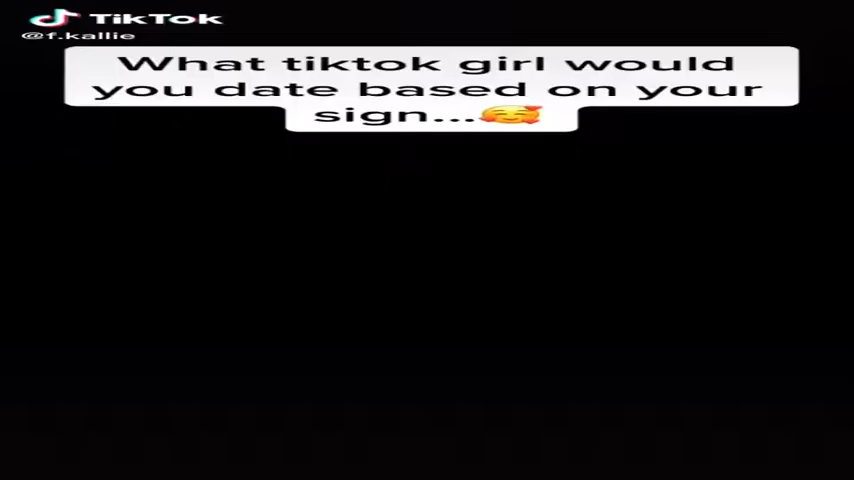 TikTok
@f.kallie
What tiktok girl would
you date based on your
sign...🥰